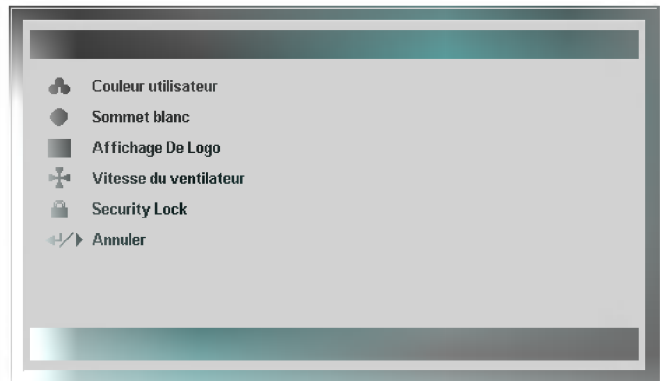 Couleur utilisateur
Sommet blanc
Affichage De Logo
Vitesse du ventilateur
Security Lock
Annuler